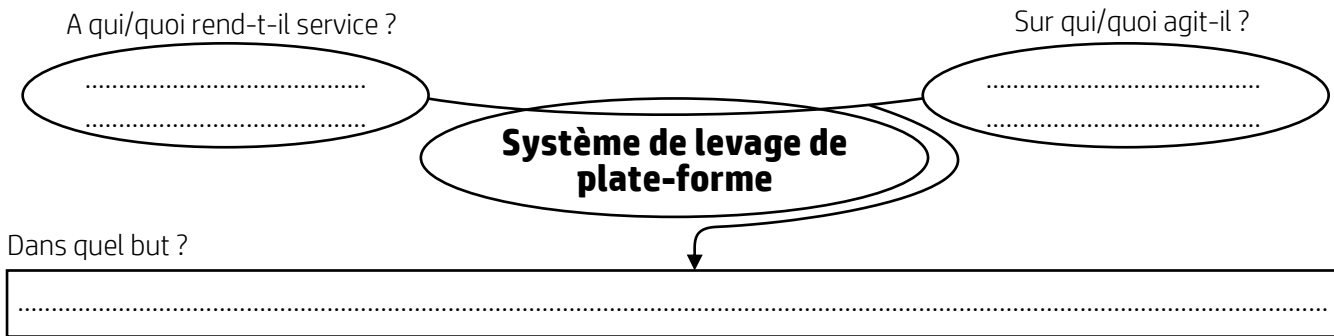 A qui/quoi rend-t-il service ?
Sur qui/quoi agit-il ?
Système de levage de
plate-forme
Dans quel but ?